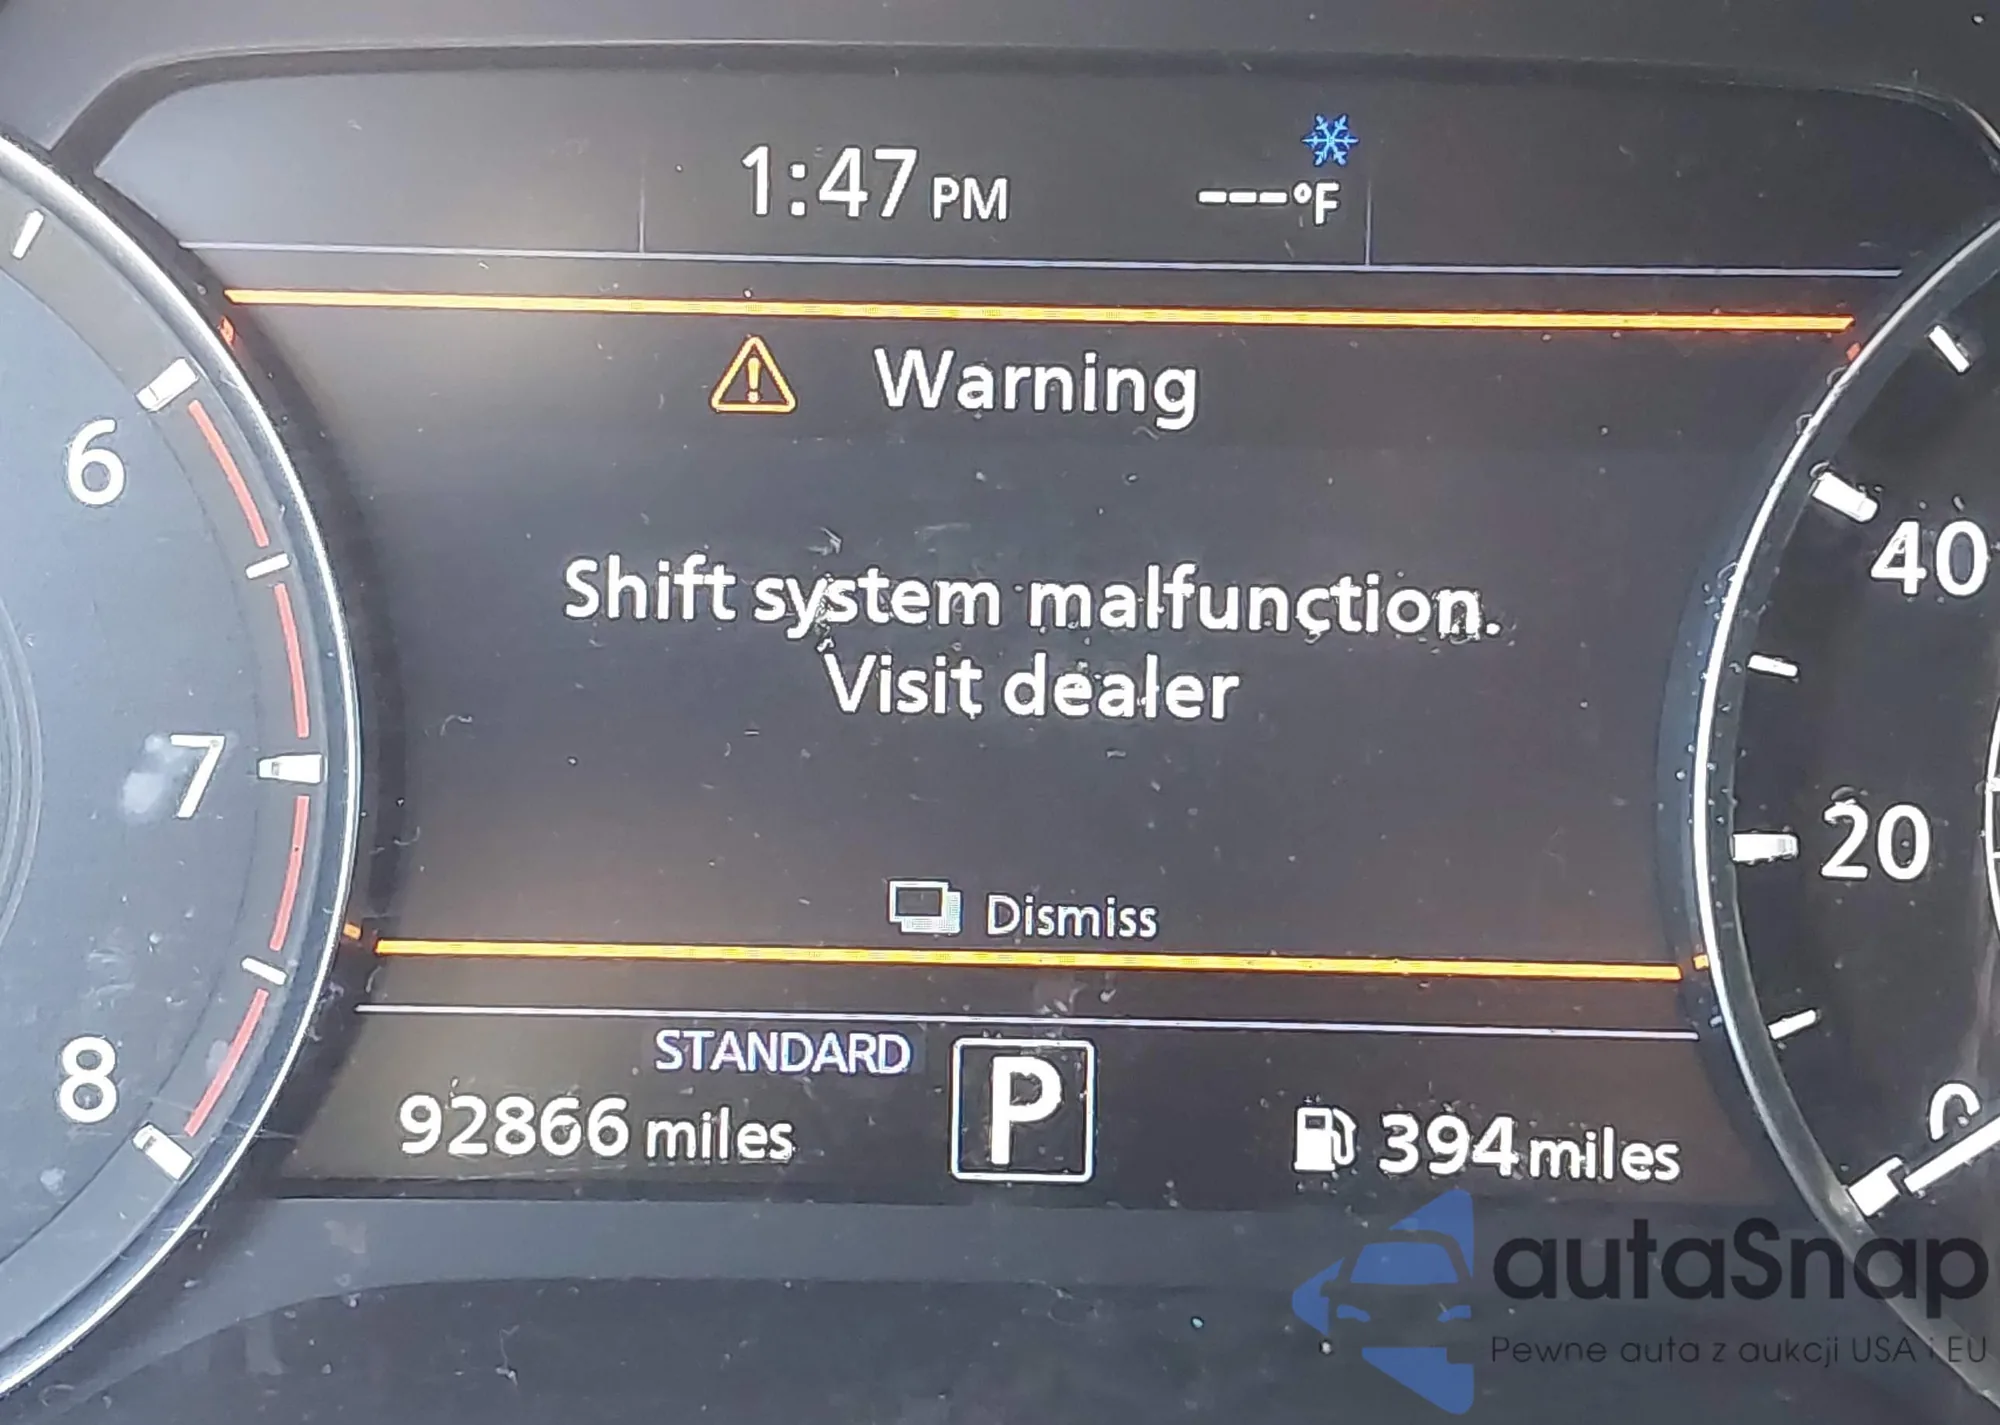 1:47 PM
---°F
Warning
Shift system malfunction.
Visit dealer
Dismiss
STANDARD
92866 miles
P
394 miles
6
7
8
40
20
0
autaSnap
Pewne auta z aukcji USA i EU